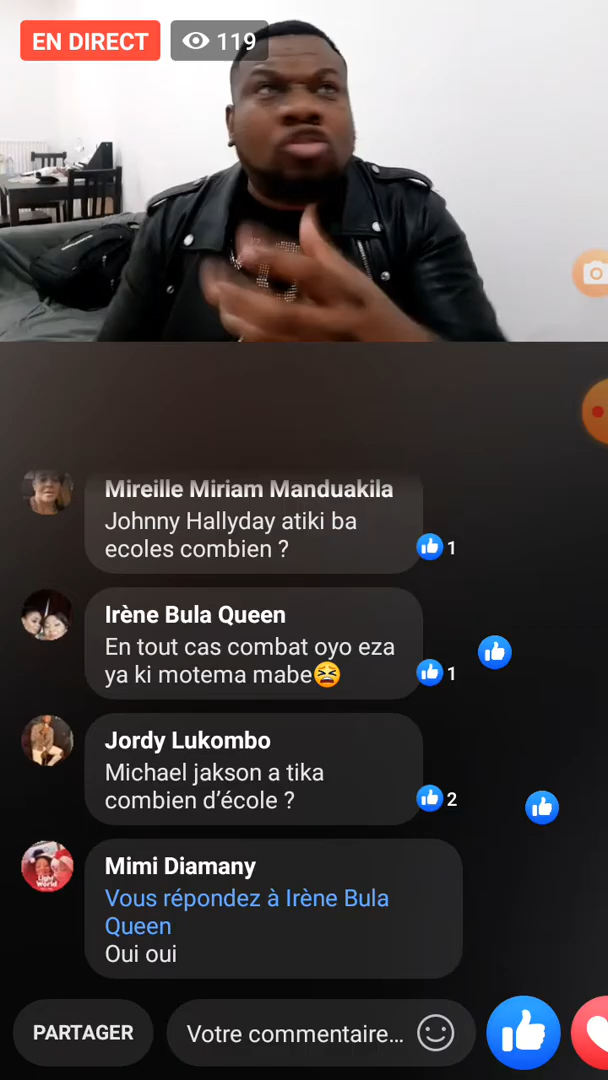 EN DIRECT
119
Mireille Miriam Manduakila
Johnny Hallyday atiki ba
ecoles combien ?
1
Irène Bula Queen
En tout cas combat oyo eza
ya ki motema mabe😫
1
Jordy Lukombo
Michael jakson a tika
combien d’école ?
2
Mimi Diamany
Vous répondez à Irène Bula
Queen
Oui oui
PARTAGER
Votre commentaire...